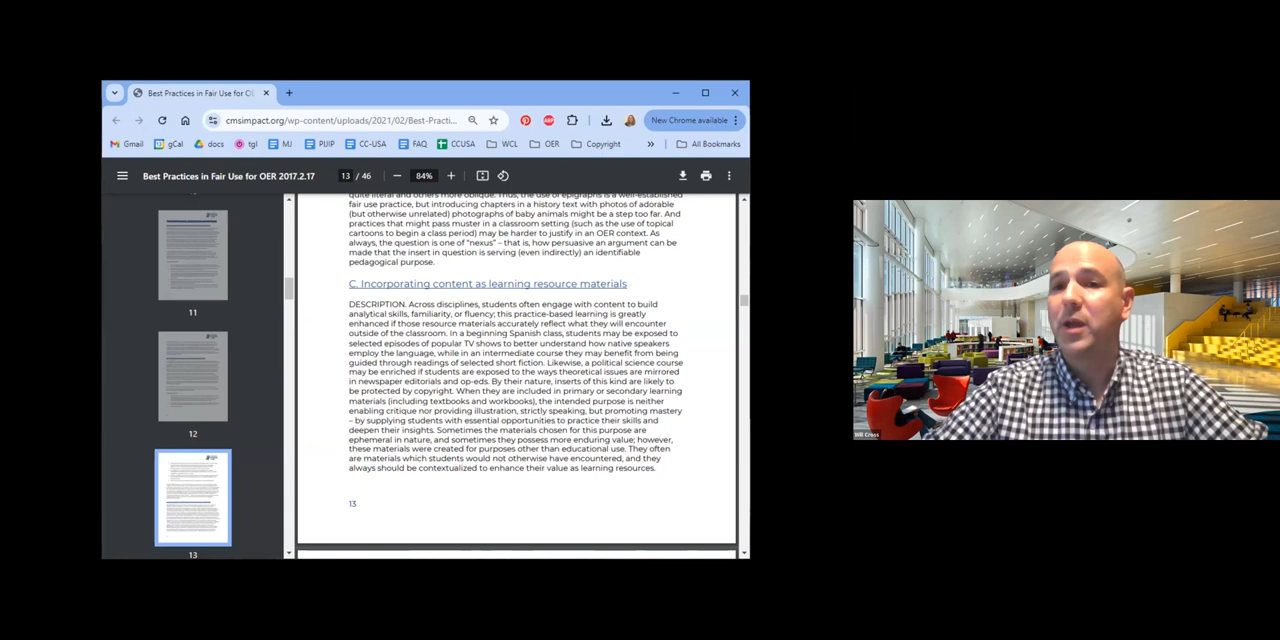 Best Practices in Fair Use for OE
cmsimpact.org/wp-content/uploads/2021/02/Best-Practi...
New Chrome available
Gmail
gCal
docs
tgl
MJ
PIJIP
CC-USA
FAQ
CCUSA
WCL
OER
Copyright
»
All Bookmarks
Best Practices in Fair Use for OER 2017.2.17
13 / 46
84%
11
12
13
quite literal and others more oblique. Thus, the use of epigraphs is a well-established
fair use practice, but introducing chapters in a history text with photos of adorable
(but otherwise unrelated) photographs of baby animals might be a step too far. And
practices that might pass muster in a classroom setting (such as the use of topical
cartoons to begin a class period) may be harder to justify in an OER context. As
always, the question is one of “nexus” – that is, how persuasive an argument can be
made that the insert in question is serving (even indirectly) an identifiable
pedagogical purpose.
C. Incorporating content as learning resource materials
DESCRIPTION. Across disciplines, students often engage with content to build
analytical skills, familiarity, or fluency; this practice-based learning is greatly
enhanced if those resource materials accurately reflect what they will encounter
outside of the classroom. In a beginning Spanish class, students may be exposed to
selected episodes of popular TV shows to better understand how native speakers
employ the language, while in an intermediate course they may benefit from being
guided through readings of selected short fiction. Likewise, a political science course
may be enriched if students are exposed to the ways theoretical issues are mirrored
in newspaper editorials and op-eds. By their nature, inserts of this kind are likely to
be protected by copyright. When they are included in primary or secondary learning
materials (including textbooks and workbooks), the intended purpose is neither
enabling critique nor providing illustration, strictly speaking, but promoting mastery
– by supplying students with essential opportunities to practice their skills and
deepen their insights. Sometimes the materials chosen for this purpose are
ephemeral in nature, and sometimes they possess more enduring value; however,
these materials were created for purposes other than educational use. They often
are materials which students would not otherwise have encountered, and they
always should be contextualized to enhance their value as learning resources.
13
Will Cross